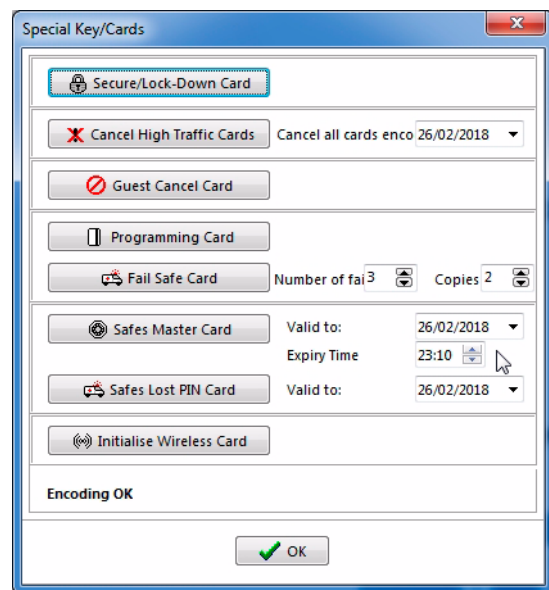 Special Key/Cards
Secure/Lock-Down Card
Cancel High Traffic Cards Cancel all cards enco 26/02/2018
Guest Cancel Card
Programming Card
Fail Safe Card Number of fai 3 Copies 2
Safes Master Card Valid to: 26/02/2018
Expiry Time 23:10
Safes Lost PIN Card Valid to: 26/02/2018
Initialise Wireless Card
Encoding OK
OK